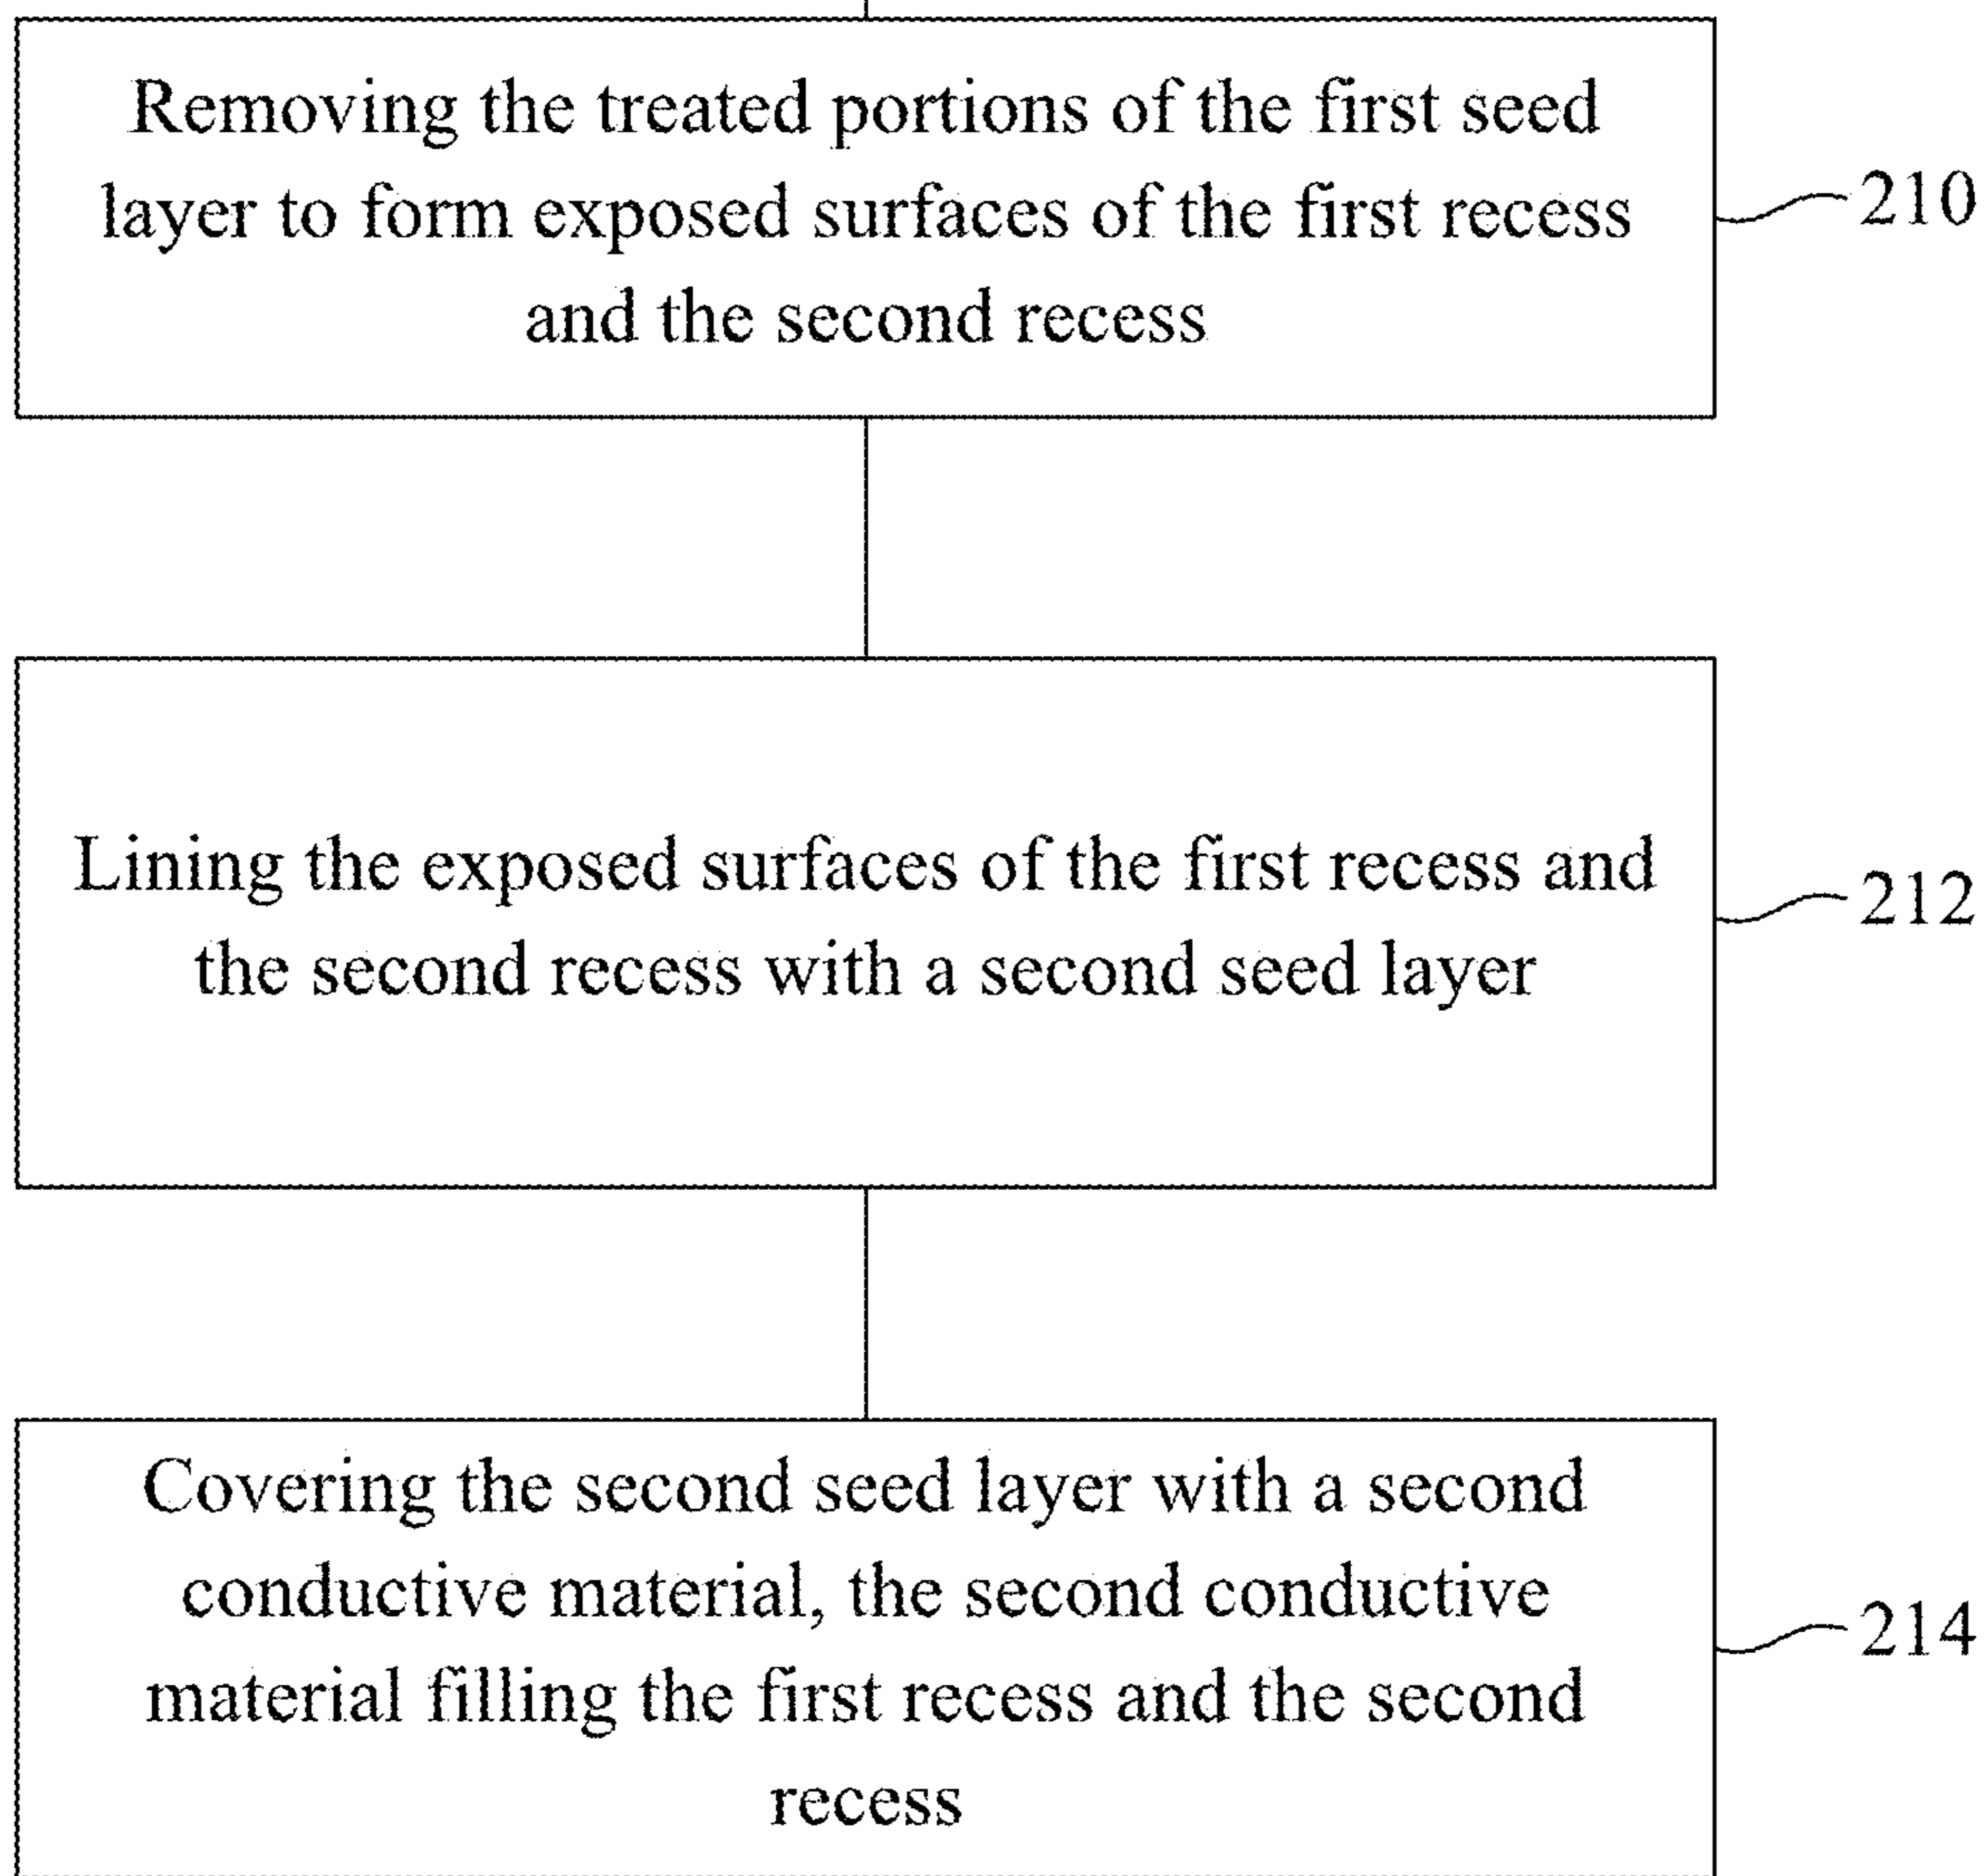 Removing the treated portions of the first seed
layer to form exposed surfaces of the first recess
and the second recess
210
Lining the exposed surfaces of the first recess and
the second recess with a second seed layer
212
Covering the second seed layer with a second
conductive material, the second conductive
material filling the first recess and the second
recess
214